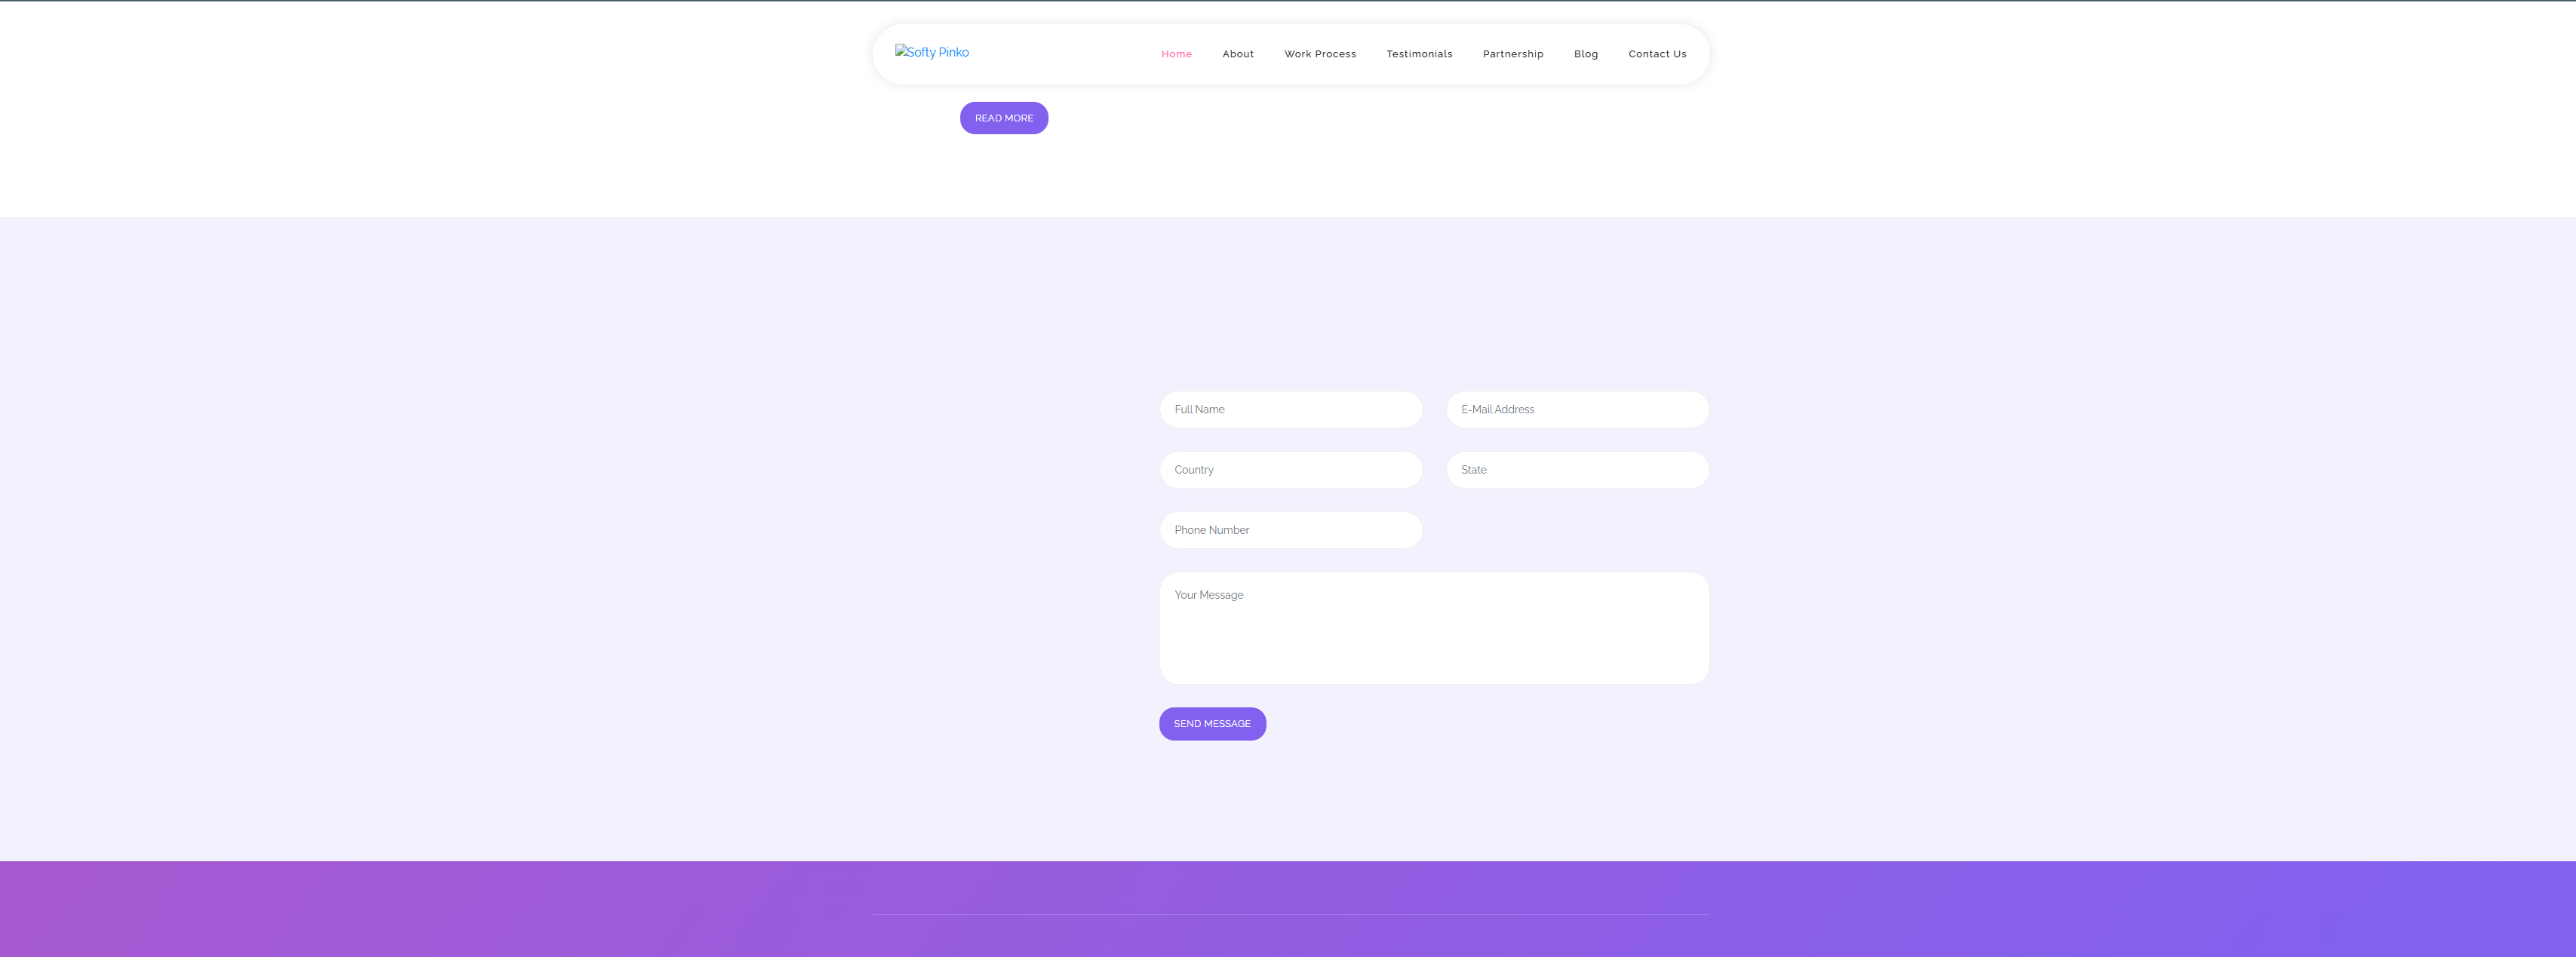 Softy Pinko
Home About Work Process Testimonials Partnership Blog Contact Us
READ MORE
Full Name E-Mail Address
Country State
Phone Number
Your Message
SEND MESSAGE